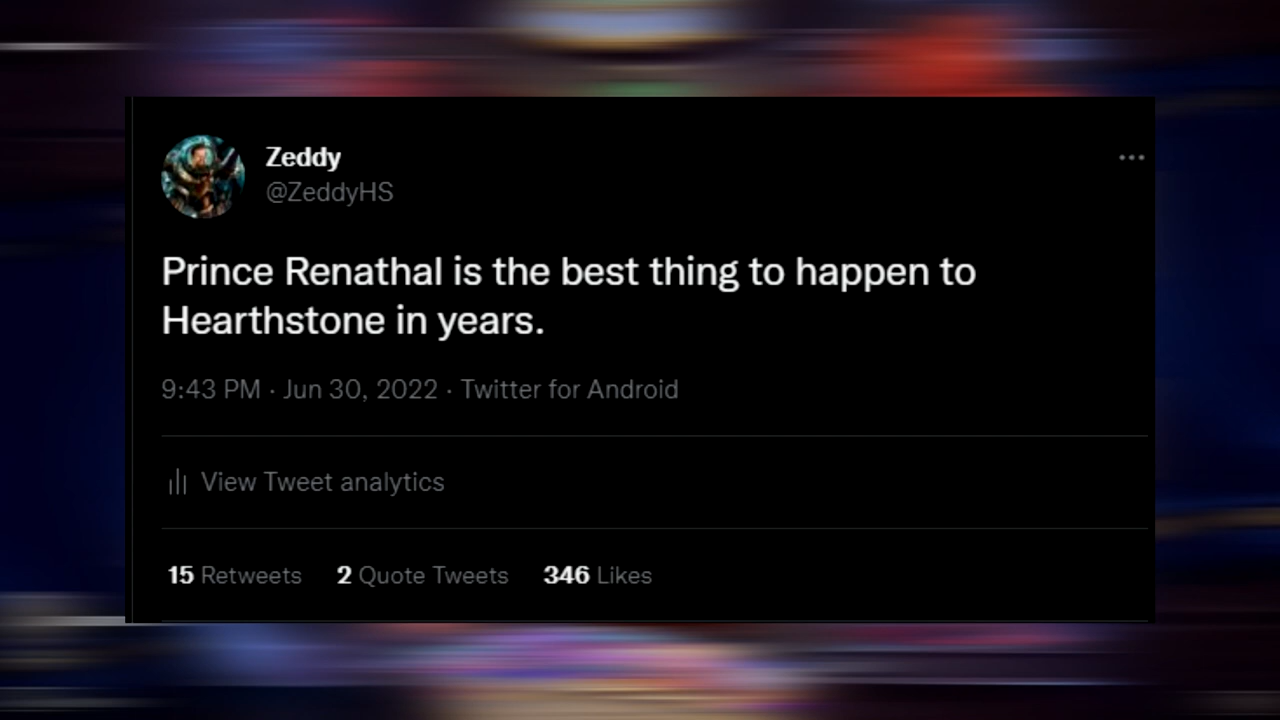 Zeddy
@ZeddyHS
Prince Renathal is the best thing to happen to
Hearthstone in years.
9:43 PM · Jun 30, 2022 · Twitter for Android
View Tweet analytics
15 Retweets 2 Quote Tweets 346 Likes